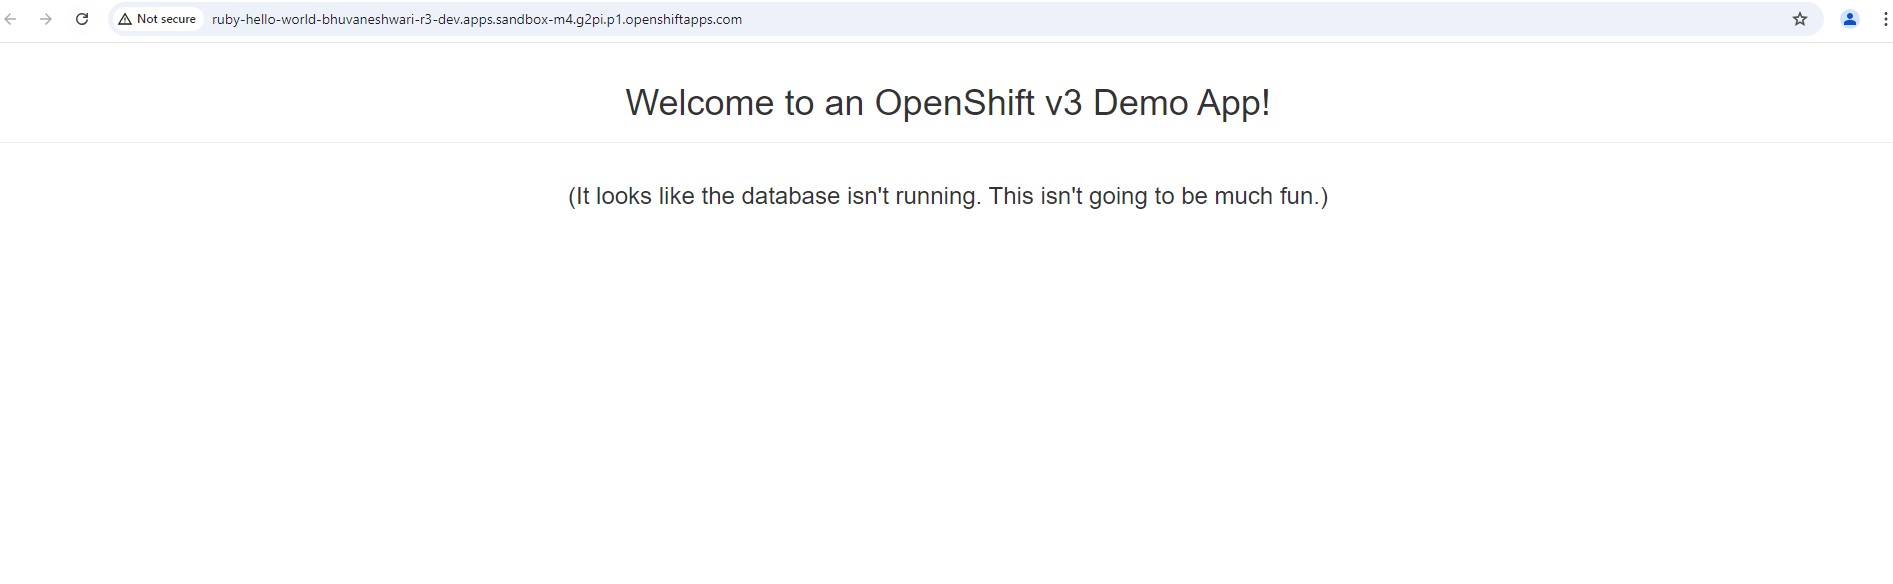 Not secure ruby-hello-world-bhuvaneshwari-r3-dev.apps.sandbox-m4.g2pi.p1.openshiftapps.com
Welcome to an OpenShift v3 Demo App!
(It looks like the database isn't running. This isn't going to be much fun.)